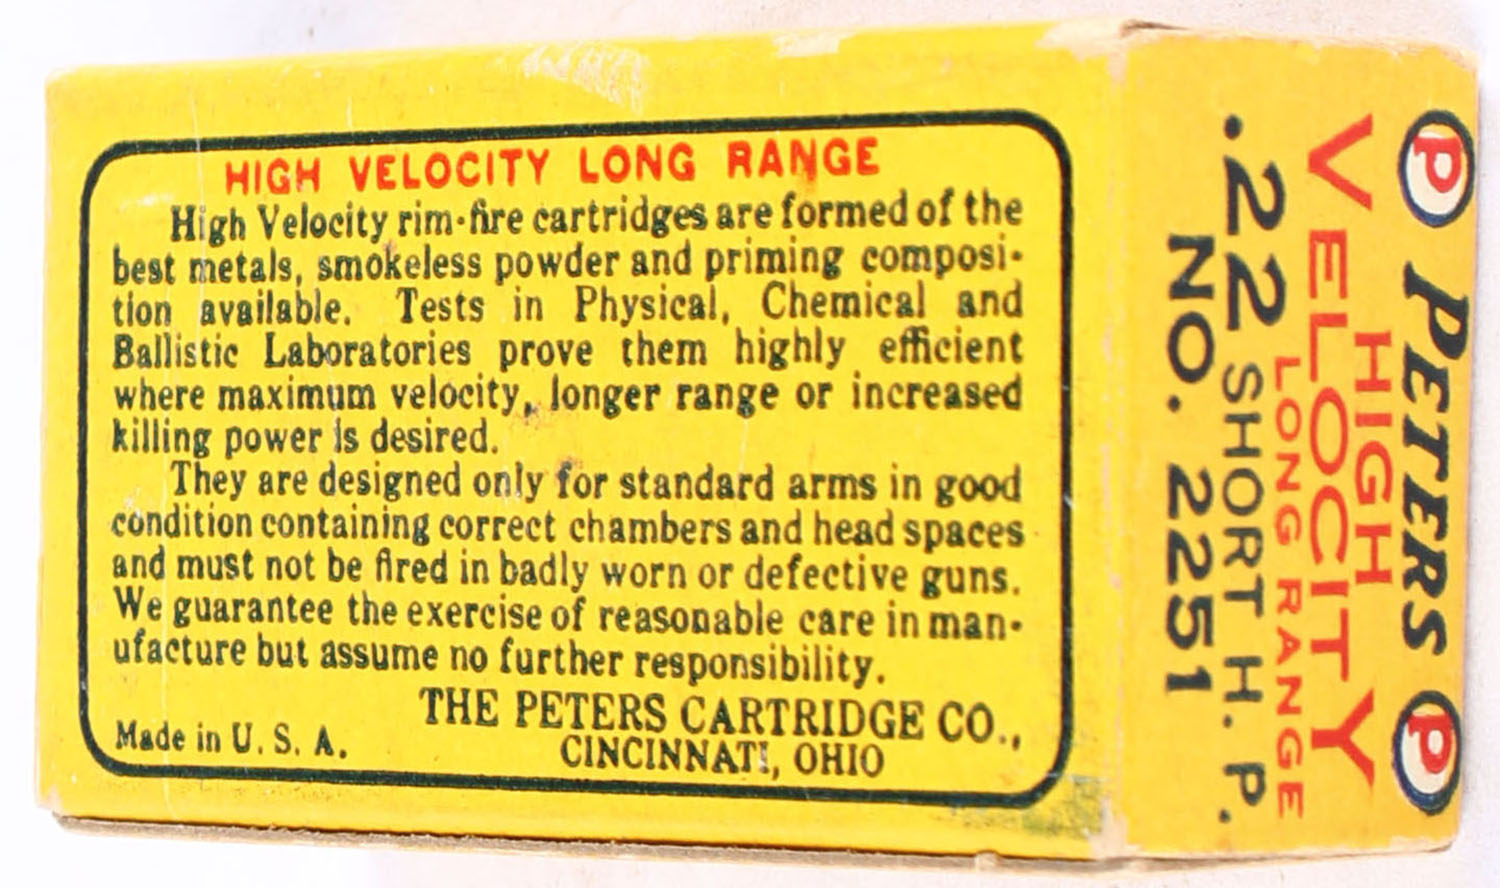 HIGH VELOCITY LONG RANGE
High Velocity rim-fire cartridges are formed of the
best metals, smokeless powder and priming composi-
tion available. Tests in Physical, Chemical and
Ballistic Laboratories prove them highly efficient
where maximum velocity, longer range or increased
killing power is desired.
They are designed only for standard arms in good
condition containing correct chambers and head spaces
and must not be fired in badly worn or defective guns.
We guarantee the exercise of reasonable care in man-
ufacture but assume no further responsibility.
THE PETERS CARTRIDGE CO.,
Made in U. S. A.
CINCINNATI, OHIO
P PETERS P
HIGH
VELOCITY
LONG RANGE
.22 SHORT H. P.
NO. 2251